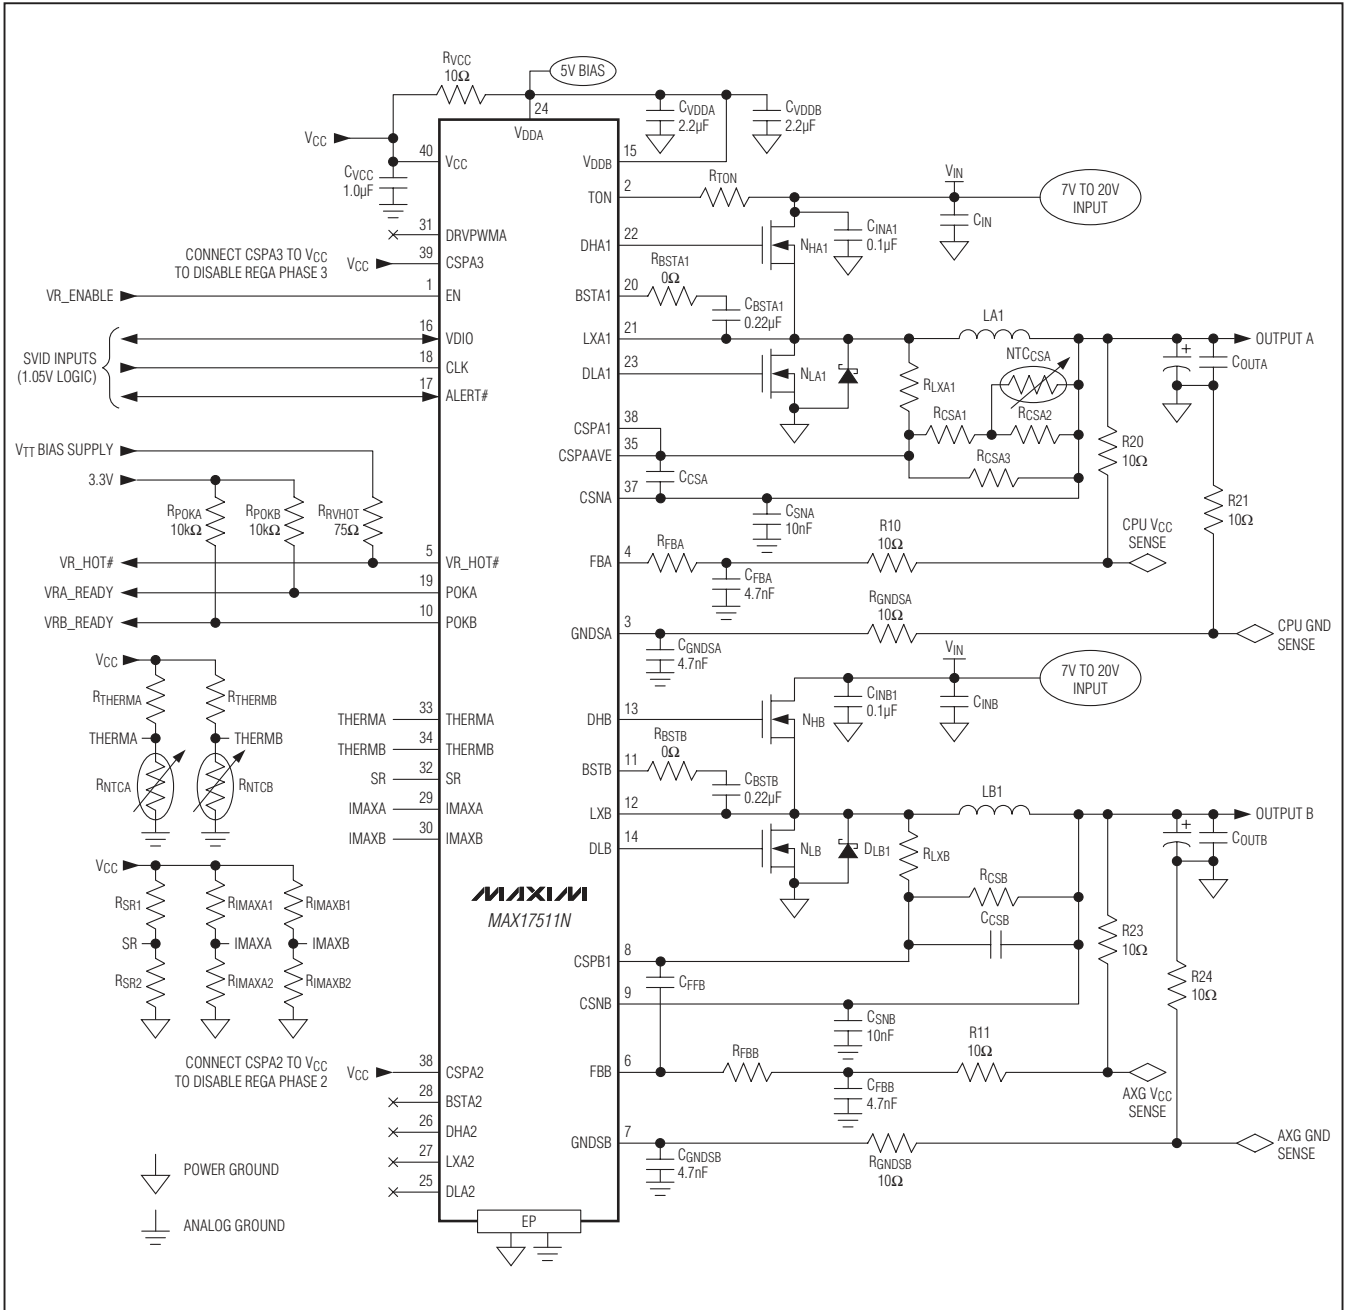 RVCC
10Ω
5V BIAS
24
VDDA
CVDDA
2.2µF
CVDDB
2.2µF
VCC
40
VCC
CVCC
1.0µF
15
VDDB
2
TON
RTON
VIN
7V TO 20V
INPUT
CIN
31
DRVPWMA
CONNECT CSPA3 TO VCC
TO DISABLE REGA PHASE 3
VCC
39
CSPA3
22
DHA1
NHA1
CINA1
0.1µF
VR_ENABLE
1
EN
20
BSTA1
RBSTA1
0Ω
CBSTA1
0.22µF
SVID INPUTS
(1.05V LOGIC)
16
VDIO
18
CLK
17
ALERT#
21
LXA1
LA1
OUTPUT A
23
DLA1
NLA1
RLXA1
NTCCSA
COUTA
RCSA1
RCSA2
RCSA3
38
CSPA1
35
CSPAAVE
CCSA
37
CSNA
CSNA
10nF
R20
10Ω
R21
10Ω
VTT BIAS SUPPLY
3.3V
RPOKA
10kΩ
RPOKB
10kΩ
RRVHOT
75Ω
VR_HOT#
5
VR_HOT#
VRA_READY
19
POKA
VRB_READY
10
POKB
4
FBA
RFBA
CFBA
4.7nF
R10
10Ω
CPU VCC
SENSE
3
GNDSA
CGNDSA
4.7nF
RGNDSA
10Ω
CPU GND
SENSE
VCC
RTHERMA
RTHERMB
THERMA
THERMB
RNTCA
RNTCB
THERMA
33
THERMA
THERMB
34
THERMB
SR
32
SR
IMAXA
29
IMAXA
IMAXB
30
IMAXB
VIN
7V TO 20V
INPUT
CINB1
0.1µF
CINB
13
DHB
NHB
11
BSTB
RBSTB
0Ω
CBSTB
0.22µF
12
LXB
LB1
OUTPUT B
14
DLB
NLB
DLB1
RLXB
COUTB
RCSB
CCSB
VCC
RSR1
RIMAXA1
RIMAXB1
SR
IMAXA
IMAXB
RSR2
RIMAXA2
RIMAXB2
MAXIM
MAX17511N
8
CSPB1
CFFB
9
CSNB
CSNB
10nF
R23
10Ω
R24
10Ω
CONNECT CSPA2 TO VCC
TO DISABLE REGA PHASE 2
VCC
38
CSPA2
28
BSTA2
26
DHA2
27
LXA2
25
DLA2
6
FBB
RFBB
CFBB
4.7nF
R11
10Ω
AXG VCC
SENSE
7
GNDSB
CGNDSB
4.7nF
RGNDSB
10Ω
AXG GND
SENSE
POWER GROUND
ANALOG GROUND
EP